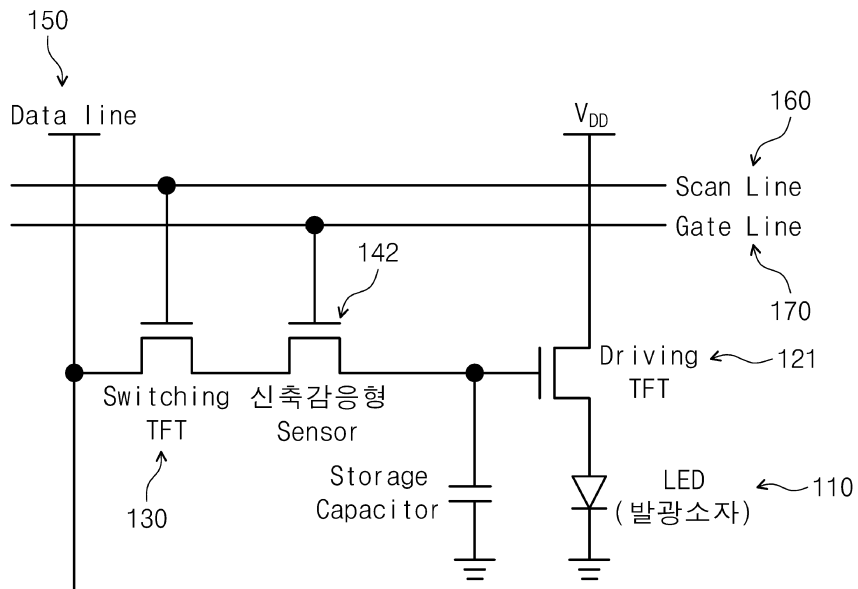 150
Data line
V_DD
160
Scan Line
Gate Line
170
142
Driving
TFT
121
Switching
TFT
130
신축감응형
Sensor
Storage
Capacitor
LED
(발광소자)
110